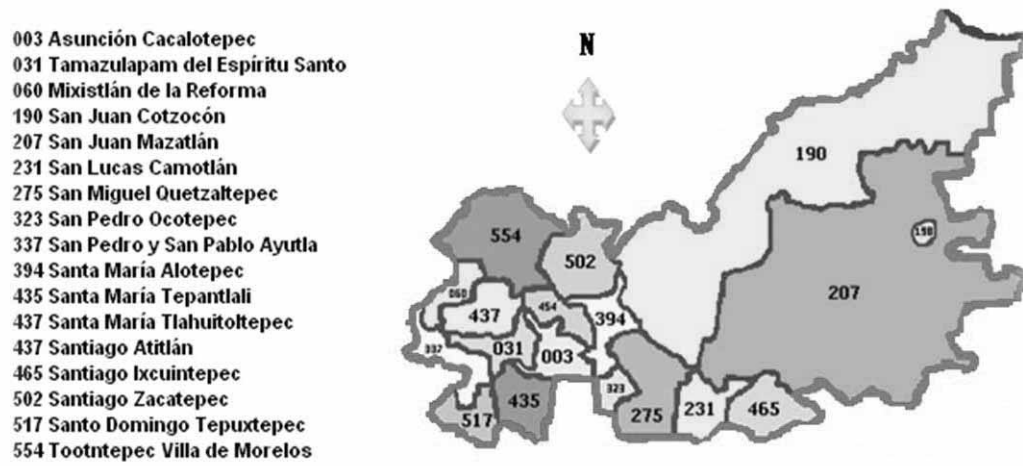 003 Asunción Cacalotepec
031 Tamazulapam del Espíritu Santo
060 Mixistlán de la Reforma
190 San Juan Cotzocón
207 San Juan Mazatlán
231 San Lucas Camotlán
275 San Miguel Quetzaltepec
323 San Pedro Ocotepec
337 San Pedro y San Pablo Ayutla
394 Santa María Alotepec
435 Santa María Tepantlali
437 Santa María Tlahuitoltepec
437 Santiago Atitlán
465 Santiago Ixcuintepec
502 Santiago Zacatepec
517 Santo Domingo Tepuxtepec
554 Tootntepec Villa de Morelos
N
190
554
502
207
060
437
454
394
337
031
003
323
435
517
275
231
465